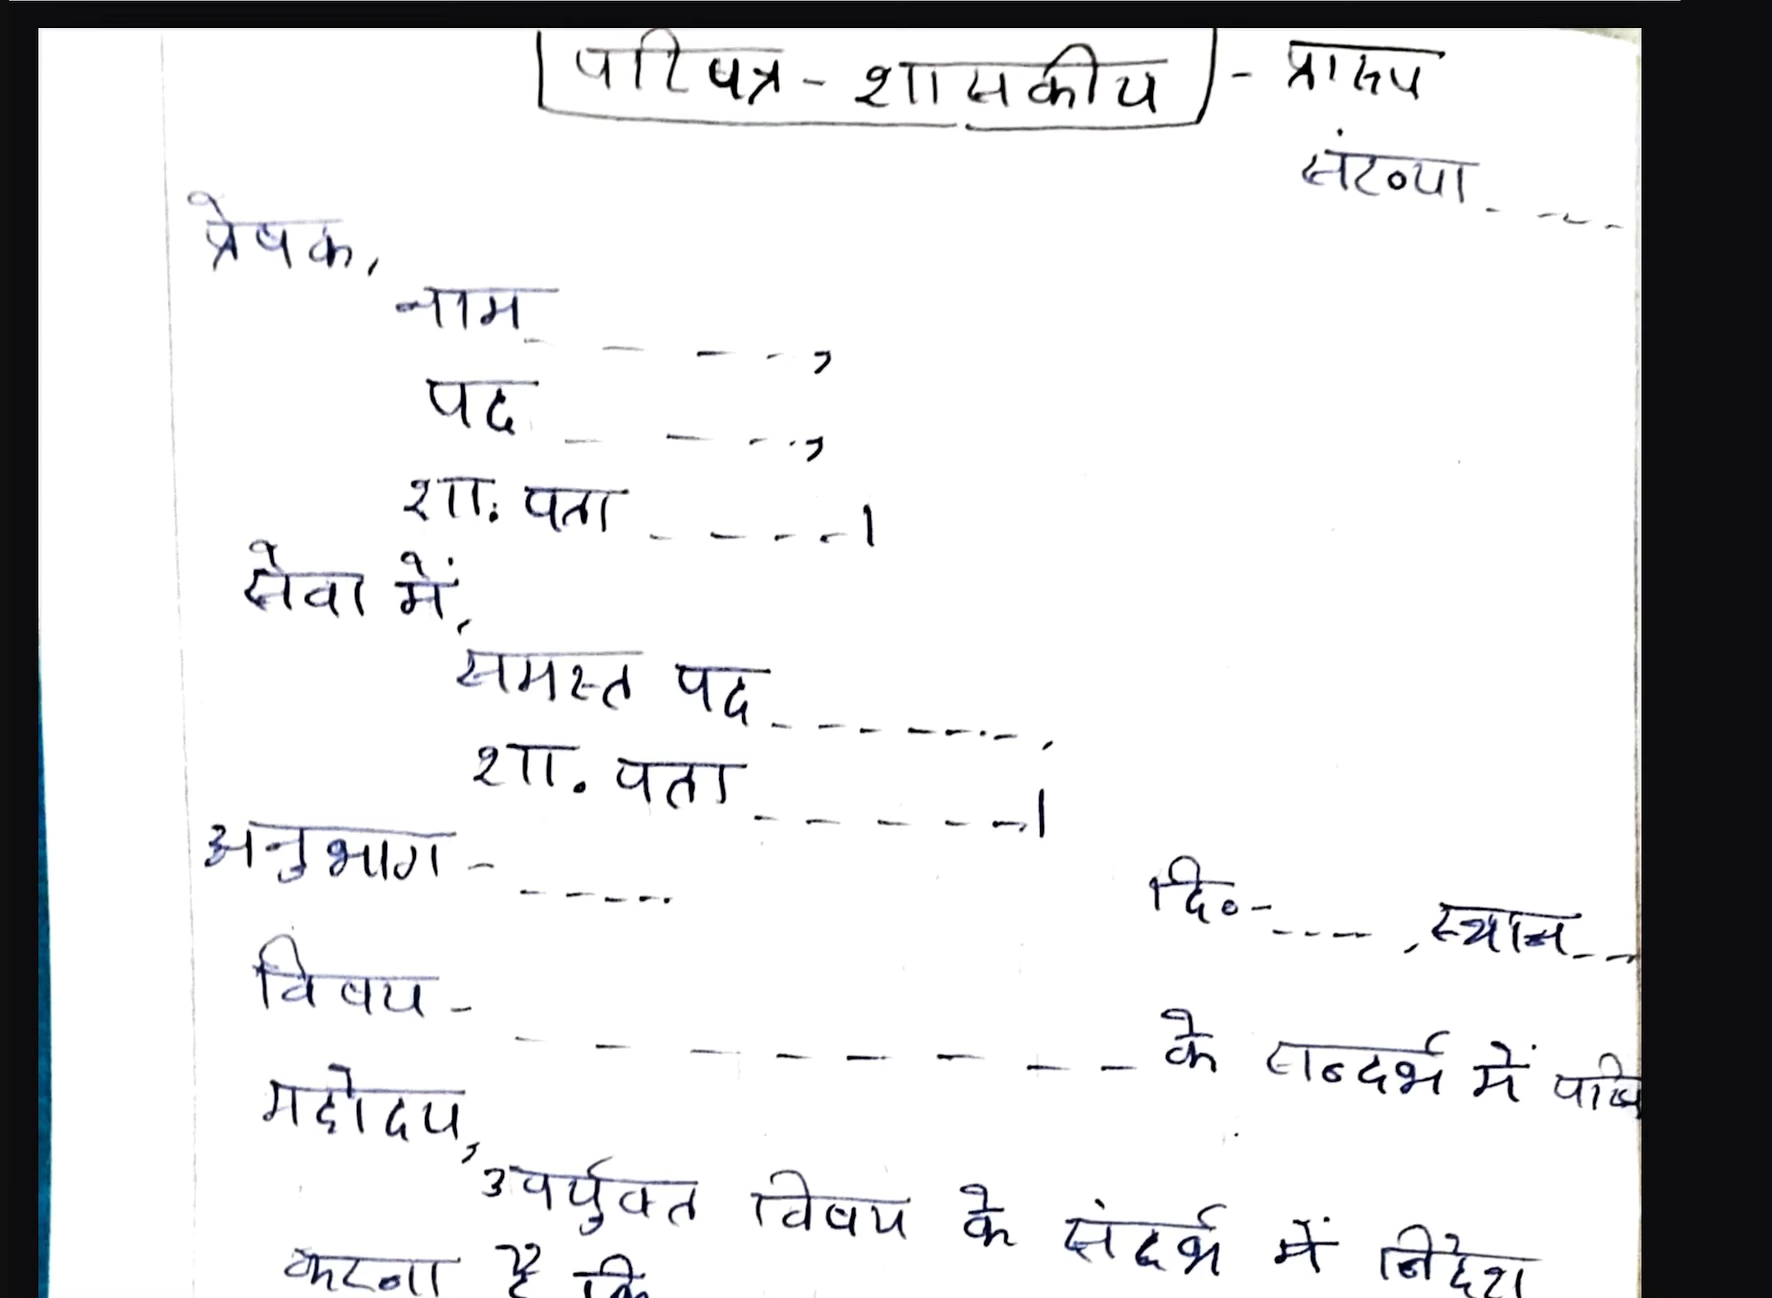 परिपत्र - शासकीय - प्रारूप
संख्या - - - -
प्रेषक,
नाम - - - - - ,
पद - - - - ,
शा. पता - - - - - ।
सेवा में,
समस्त पद - - - - - - - ,
शा. पता - - - - - - ।
अनुभाग - - - - - -
दि० - - - - - , स्थान - -
विषय - - - - - - - - - के सन्दर्भ में
महोदय,
उपर्युक्त विषय के संदर्भ में निर्देश
करना है कि